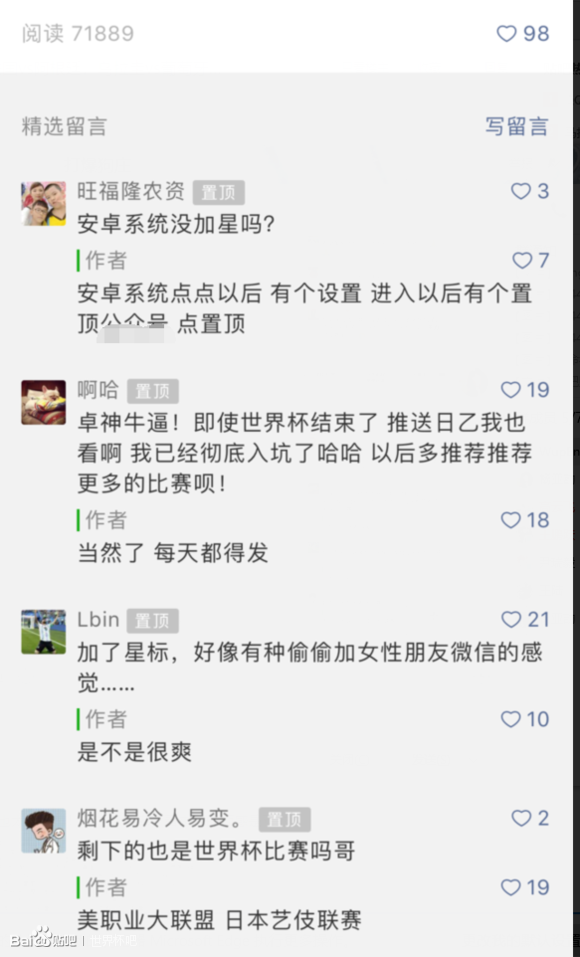 阅读 71889 98
精选留言 写留言
旺福隆农资 置顶 3
安卓系统没加星吗?
作者 7
安卓系统点点以后 有个设置 进入以后有个置
顶公众号 点置顶
啊哈 置顶 19
卓神牛逼！即使世界杯结束了 推送日乙我也
看啊 我已经彻底入坑了哈哈 以后多推荐推荐
更多的比赛呗！
作者 18
当然了 每天都得发
Lbin 置顶 21
加了星标，好像有种偷偷加女性朋友微信的感
觉……
作者 10
是不是很爽
烟花易冷人易变。 置顶 2
剩下的也是世界杯比赛吗哥
作者 19
美职业大联盟 日本艺伎联赛
Bai 贴吧